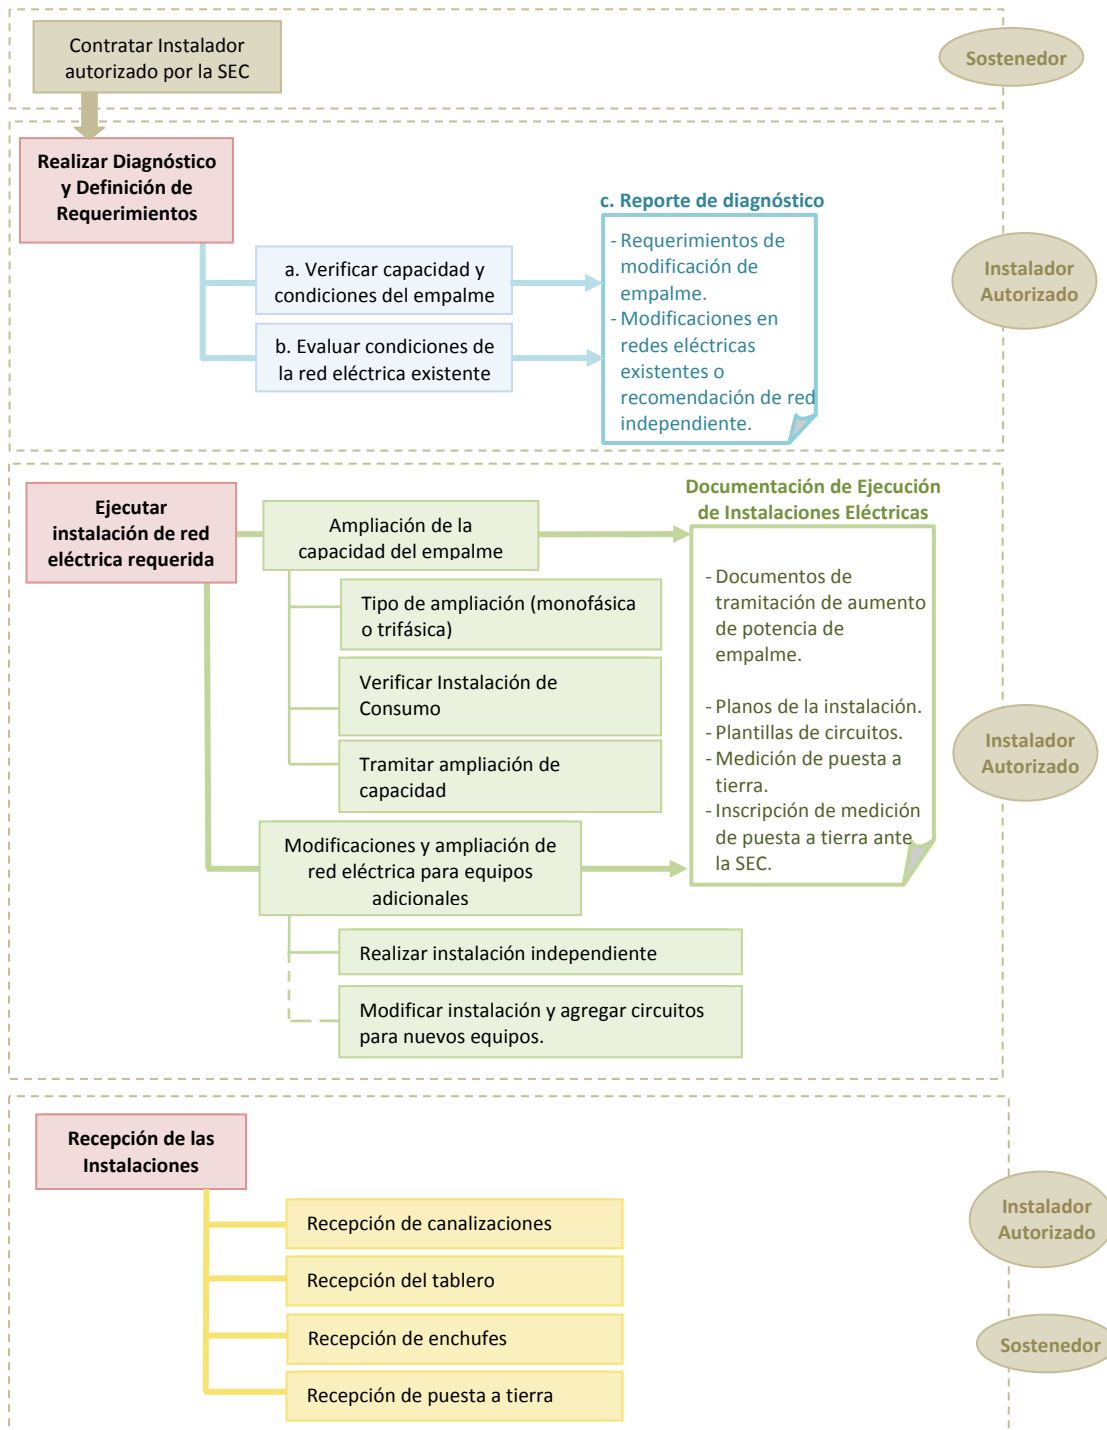 Contratar Instalador
autorizado por la SEC
Sostenedor
Realizar Diagnóstico
y Definición de
Requerimientos
a. Verificar capacidad y
condiciones del empalme
b. Evaluar condiciones de
la red eléctrica existente
c. Reporte de diagnóstico
- Requerimientos de
modificación de
empalme.
- Modificaciones en
redes eléctricas
existentes o
recomendación de red
independiente.
Instalador
Autorizado
Ejecutar
instalación de red
eléctrica requerida
Ampliación de la
capacidad del empalme
Tipo de ampliación (monofásica
o trifásica)
Verificar Instalación de
Consumo
Tramitar ampliación de
capacidad
Modificaciones y ampliación de
red eléctrica para equipos
adicionales
Realizar instalación independiente
Modificar instalación y agregar circuitos
para nuevos equipos.
Documentación de Ejecución
de Instalaciones Eléctricas
- Documentos de
tramitación de aumento
de potencia de
empalme.
- Planos de la instalación.
- Plantillas de circuitos.
- Medición de puesta a
tierra.
- Inscripción de medición
de puesta a tierra ante
la SEC.
Instalador
Autorizado
Recepción de las
Instalaciones
Recepción de canalizaciones
Recepción del tablero
Recepción de enchufes
Recepción de puesta a tierra
Instalador
Autorizado
Sostenedor